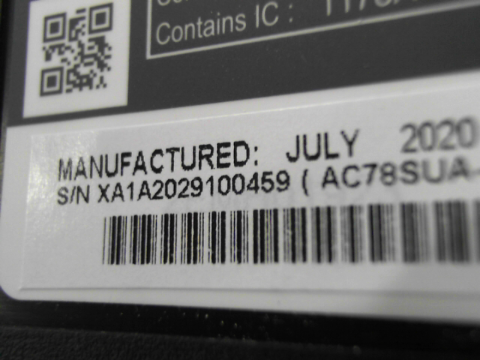 Contains IC :
MANUFACTURED: JULY 2020
S/N XA1A2029100459 ( AC78SUA-